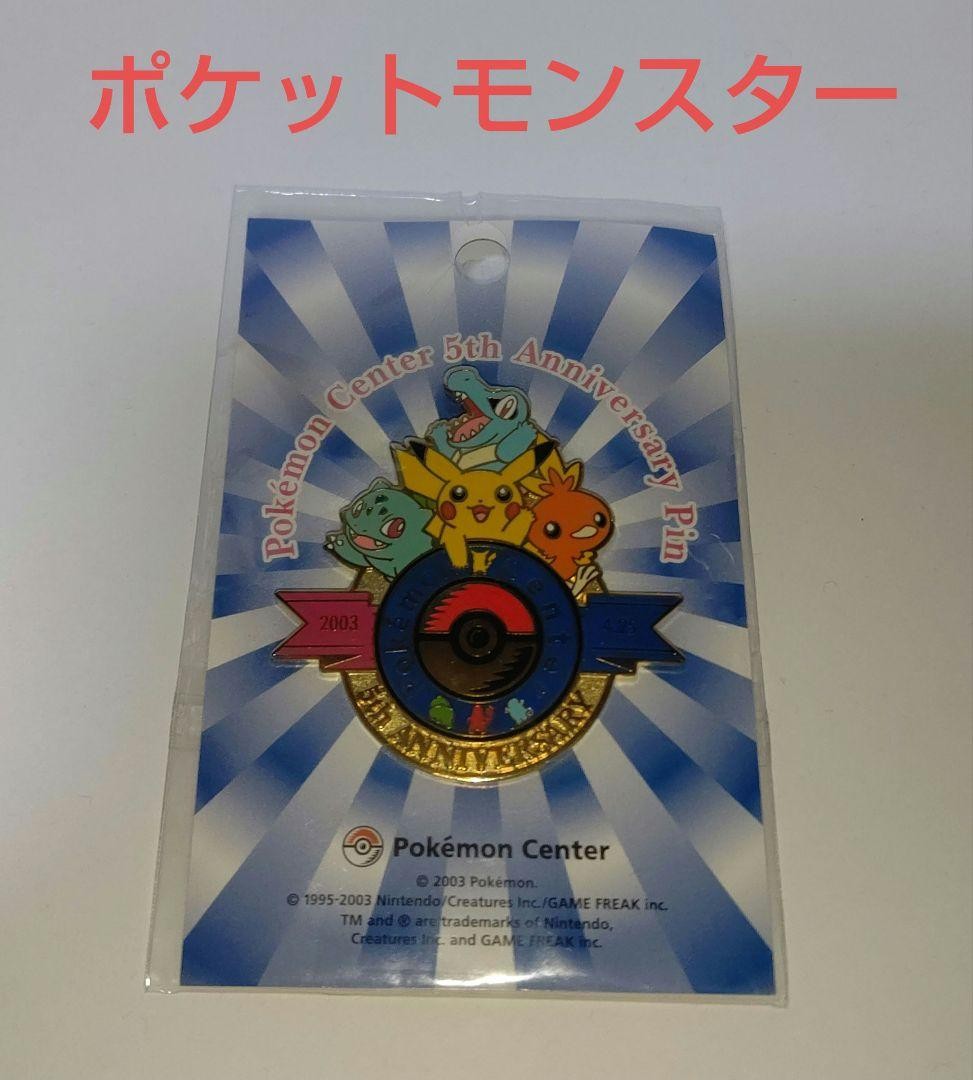 ポケットモンスター
Pokémon Center 5th Anniversary Pin
Pokémon Center
2003
4.25
5th ANNIVERSARY
Pokémon Center
© 2003 Pokémon.
© 1995-2003 Nintendo/Creatures Inc./GAME FREAK inc.
TM and ® are trademarks of Nintendo,
Creatures Inc. and GAME FREAK inc.